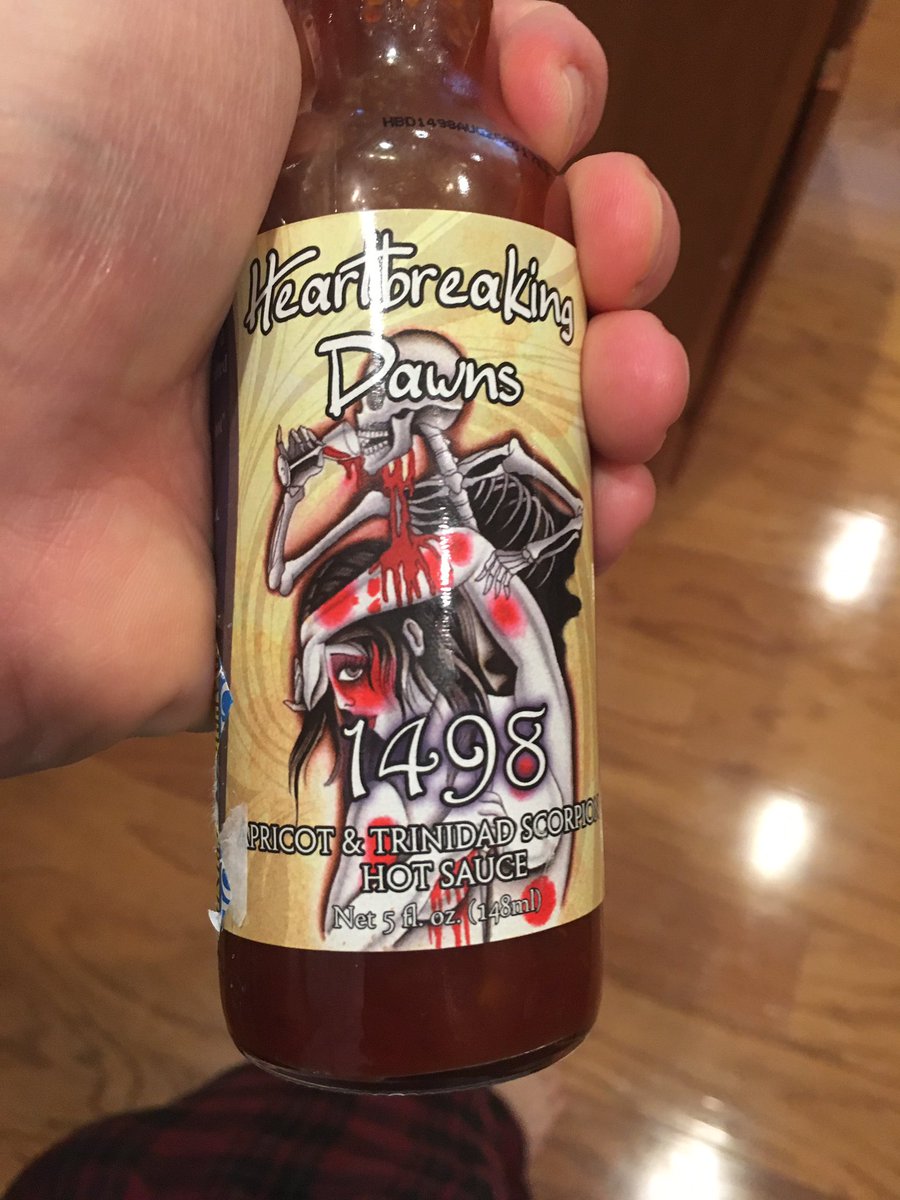 Heartbreaking
Dawns
1498
APRICOT & TRINIDAD SCORPION
HOT SAUCE
Net 5 fl. oz. (148ml)